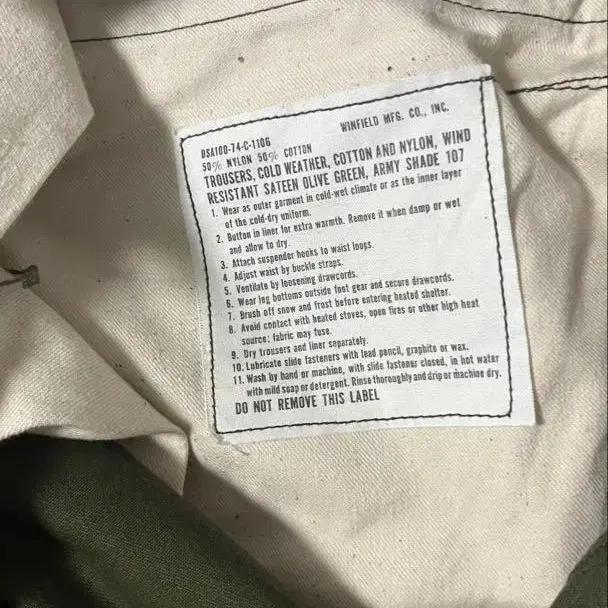 DSA100-74-C-1106
WINFIELD MFG. CO., INC.
50% NYLON 50% COTTON
TROUSERS, COLD WEATHER, COTTON AND NYLON, WIND
RESISTANT SATEEN OLIVE GREEN, ARMY SHADE 107
1. Wear as outer garment in cold-wet climate or as the inner layer
of the cold-dry uniform.
2. Button in liner for extra warmth. Remove it when damp or wet
and allow to dry.
3. Attach suspender hooks to waist loops.
4. Adjust waist by buckle straps.
5. Ventilate by loosening drawcords.
6. Wear leg bottoms outside foot gear and secure drawcords.
7. Brush off snow and frost before entering heated shelter.
8. Avoid contact with heated stoves, open fires or other high heat
source; fabric may fuse.
9. Dry trousers and liner separately.
10. Lubricate slide fasteners with lead pencil, graphite or wax.
11. Wash by hand or machine, with slide fastener closed, in hot water
with mild soap or detergent. Rinse thoroughly and drip or machine dry.
DO NOT REMOVE THIS LABEL